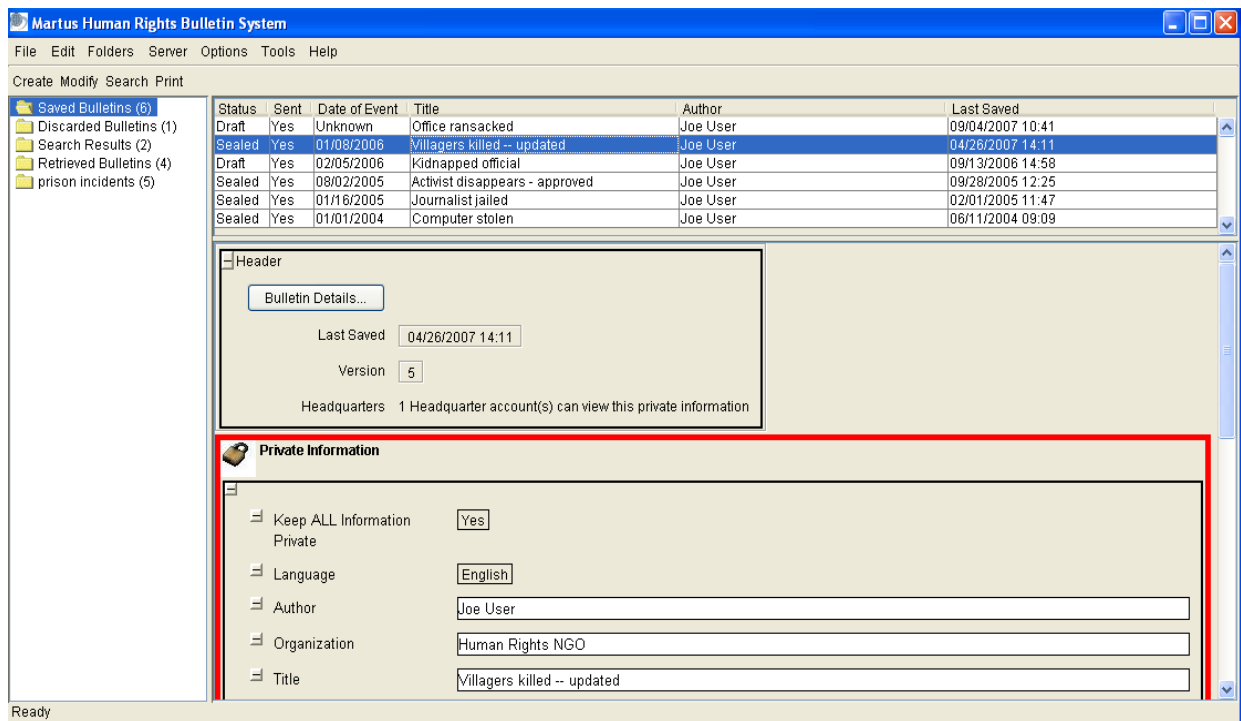 Martus Human Rights Bulletin System
File Edit Folders Server Options Tools Help
Create Modify Search Print
Saved Bulletins (6)
Discarded Bulletins (1)
Search Results (2)
Retrieved Bulletins (4)
prison incidents (5)
Status Sent Date of Event Title Author Last Saved
Draft Yes Unknown Office ransacked Joe User 09/04/2007 10:41
Sealed Yes 01/08/2006 Villagers killed -- updated Joe User 04/26/2007 14:11
Draft Yes 02/05/2006 Kidnapped official Joe User 09/13/2006 14:58
Sealed Yes 08/02/2005 Activist disappears - approved Joe User 09/28/2005 12:25
Sealed Yes 01/16/2005 Journalist jailed Joe User 02/01/2005 11:47
Sealed Yes 01/01/2004 Computer stolen Joe User 06/11/2004 09:09
Header
Bulletin Details...
Last Saved 04/26/2007 14:11
Version 5
Headquarters 1 Headquarter account(s) can view this private information
Private Information
Keep ALL Information Yes
Private
Language English
Author Joe User
Organization Human Rights NGO
Title Villagers killed -- updated
Ready